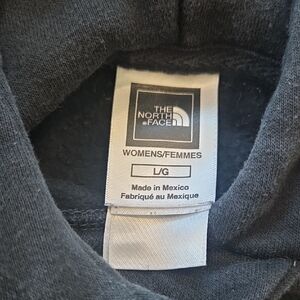 THE
NORTH
FACE
WOMENS/FEMMES
L/G
Made in Mexico
Fabriqué au Mexique